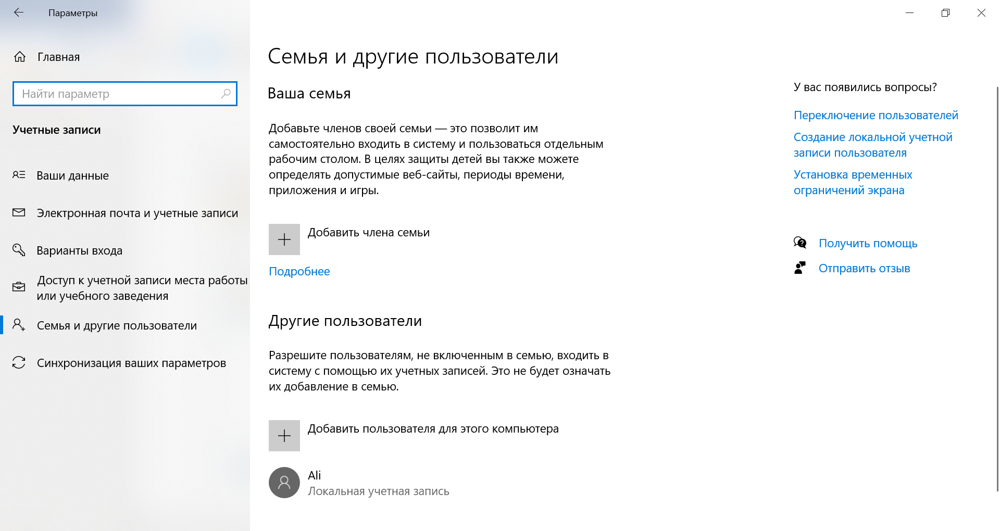 Параметры
Главная
Найти параметр
Учетные записи
Ваши данные
Электронная почта и учетные записи
Варианты входа
Доступ к учетной записи места работы
или учебного заведения
Семья и другие пользователи
Синхронизация ваших параметров
Семья и другие пользователи
Ваша семья
Добавьте членов своей семьи — это позволит им
самостоятельно входить в систему и пользоваться отдельным
рабочим столом. В целях защиты детей вы также можете
определять допустимые веб-сайты, периоды времени,
приложения и игры.
Добавить члена семьи
Подробнее
Другие пользователи
Разрешите пользователям, не включенным в семью, входить в
систему с помощью их учетных записей. Это не будет означать
их добавление в семью.
Добавить пользователя для этого компьютера
Ali
Локальная учетная запись
У вас появились вопросы?
Переключение пользователей
Создание локальной учетной
записи пользователя
Установка временных
ограничений экрана
Получить помощь
Отправить отзыв